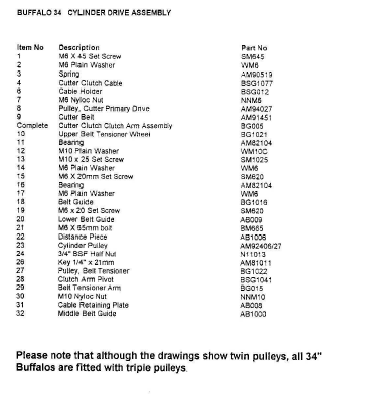 BUFFALO 34 CYLINDER DRIVE ASSEMBLY
Item No Description Part No
1 M6 X 45 Set Screw SM645
2 M6 Plain Washer WM6
3 Spring AM90519
4 Cutter Clutch Cable BSG1077
6 Cable Holder BSG012
7 M6 Nylloc Nut NNM6
8 Pulley, Cutter Primary Drive AM94027
9 Cutter Belt AM91451
Complete Cutter Clutch Clutch Arm Assembly BG005
10 Upper Belt Tensioner Wheel BG1021
11 Bearing AM82104
12 M10 Plain Washer WM10C
13 M10 x 25 Set Screw SM1025
14 M6 Plain Washer WM6
15 M6 X 20mm Set Screw SM620
16 Bearing AM82104
17 M6 Plain Washer WM6
18 Belt Guide BG1016
19 M6 x 20 Set Screw SM620
20 Lower Belt Guide AB009
21 M6 X 65mm bolt BM665
22 Distance Piece AB1006
23 Cylinder Pulley AM92406/27
24 3/4" BSF Half Nut N11013
26 Key 1/4" x 21mm AM81011
27 Pulley, Belt Tensioner BG1022
28 Clutch Arm Pivot BSG1041
29 Belt Tensioner Arm BG015
30 M10 Nyloc Nut NNM10
31 Cable Retaining Plate AB008
32 Middle Belt Guide AB1000
Please note that although the drawings show twin pulleys, all 34"
Buffalos are fitted with triple pulleys